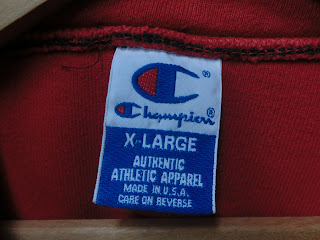 ®
Champion®
X-LARGE
AUTHENTIC
ATHLETIC APPAREL
MADE IN U.S.A.
CARE ON REVERSE